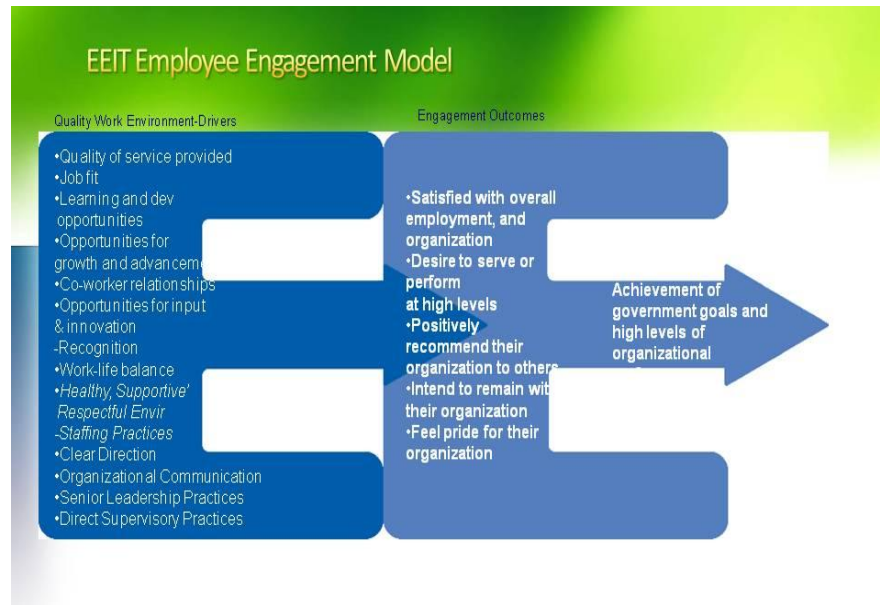 EEIT Employee Engagement Model
Quality Work Environment-Drivers
•Quality of service provided
•Job fit
•Learning and dev
opportunities
•Opportunities for
growth and advanceme
•Co-worker relationships
•Opportunities for input
& innovation
-Recognition
•Work-life balance
•Healthy, Supportive'
Respectful Envir
-Staffing Practices
•Clear Direction
•Organizational Communication
•Senior Leadership Practices
•Direct Supervisory Practices
Engagement Outcomes
•Satisfied with overall
employment, and
organization
•Desire to serve or
perform
at high levels
•Positively
recommend their
organization to others
•Intend to remain wit
their organization
•Feel pride for their
organization
Achievement of
government goals and
high levels of
organizational